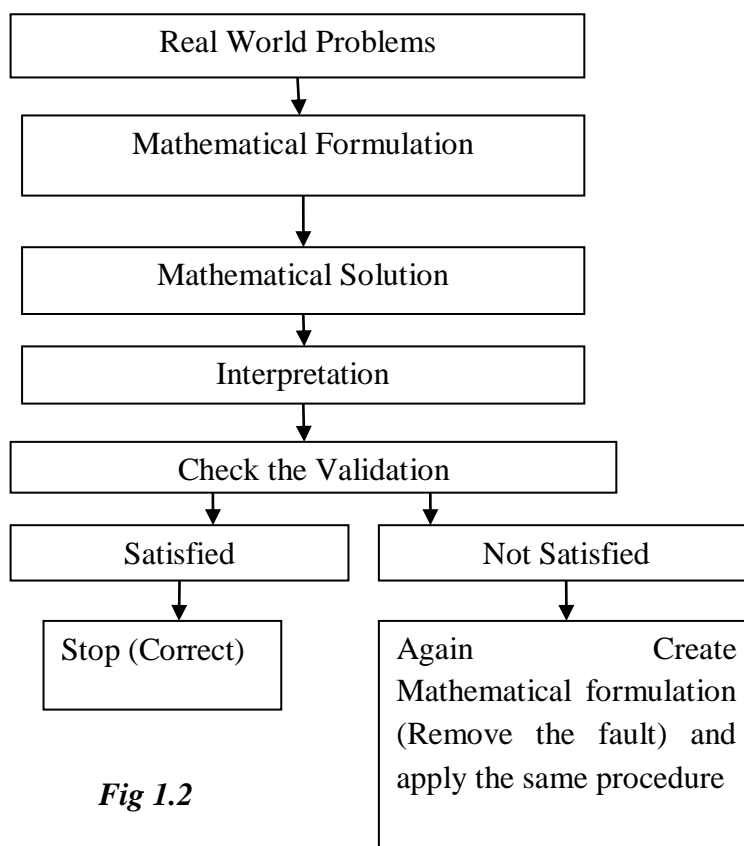 Real World Problems
Mathematical Formulation
Mathematical Solution
Interpretation
Check the Validation
Satisfied
Not Satisfied
Stop (Correct)
Again Create
Mathematical formulation
(Remove the fault) and
apply the same procedure
Fig 1.2